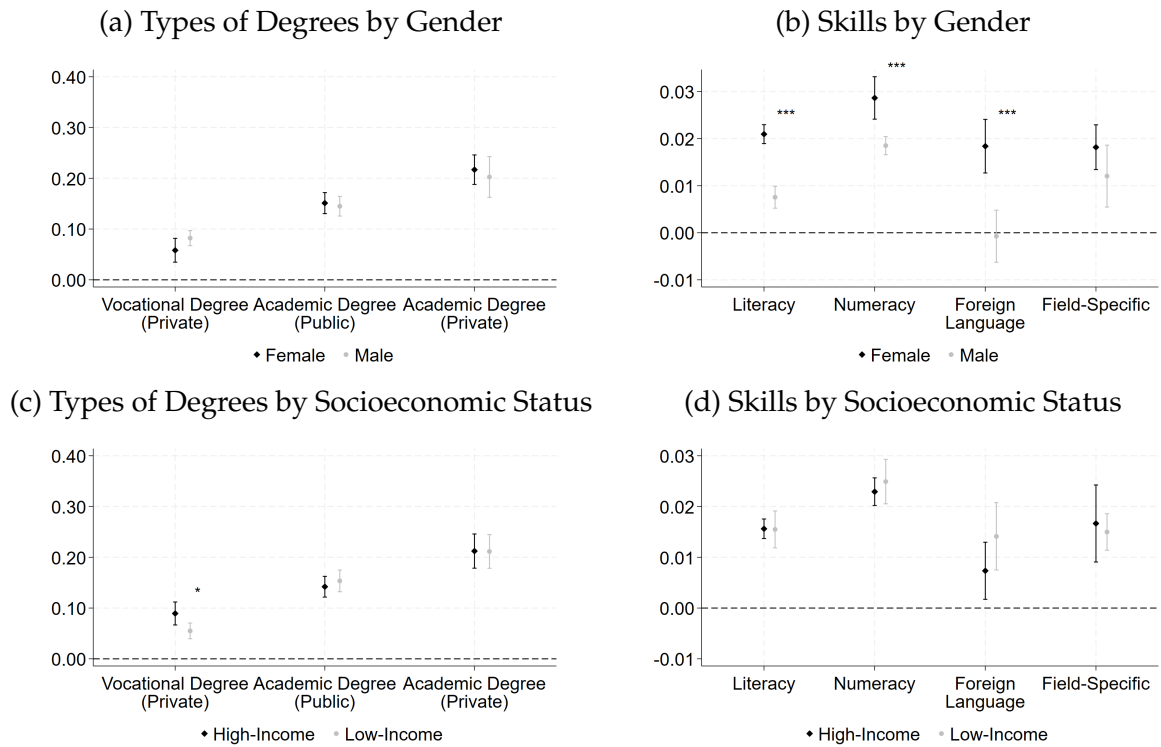 (a) Types of Degrees by Gender
0.40
0.30
0.20
0.10
0.00
Vocational Degree (Private)
Academic Degree (Public)
Academic Degree (Private)
Female Male
(b) Skills by Gender
0.03
0.02
0.01
0.00
-0.01
***
***
***
Literacy
Numeracy
Foreign Language
Field-Specific
Female Male
(c) Types of Degrees by Socioeconomic Status
0.40
0.30
0.20
0.10
0.00
*
Vocational Degree (Private)
Academic Degree (Public)
Academic Degree (Private)
High-Income Low-Income
(d) Skills by Socioeconomic Status
0.03
0.02
0.01
0.00
-0.01
Literacy
Numeracy
Foreign Language
Field-Specific
High-Income Low-Income